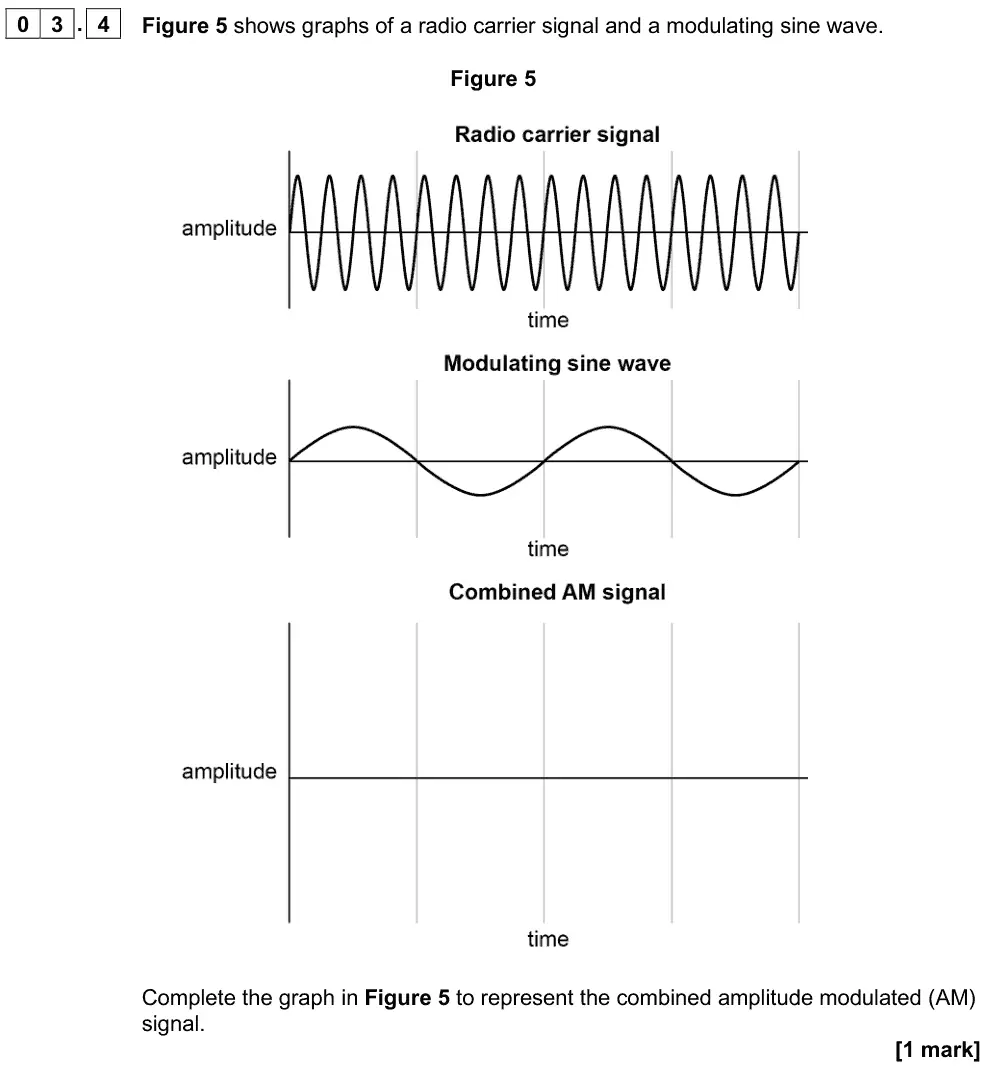 03.4 Figure 5 shows graphs of a radio carrier signal and a modulating sine wave.
Figure 5
Radio carrier signal
amplitude
time
Modulating sine wave
amplitude
time
Combined AM signal
amplitude
time
Complete the graph in Figure 5 to represent the combined amplitude modulated (AM)
signal.
[1 mark]